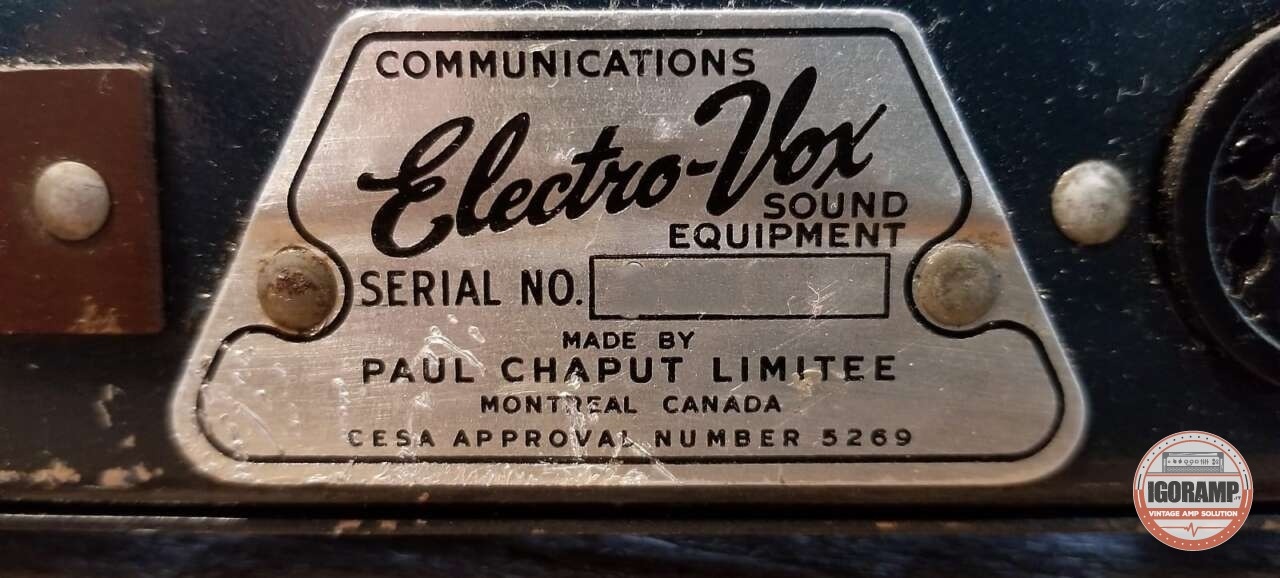 COMMUNICATIONS
Electro-Vox
SOUND
EQUIPMENT
SERIAL NO.
MADE BY
PAUL CHAPUT LIMITEE
MONTREAL CANADA
CESA APPROVAL NUMBER 5269
IGORAMP
VINTAGE AMP SOLUTION